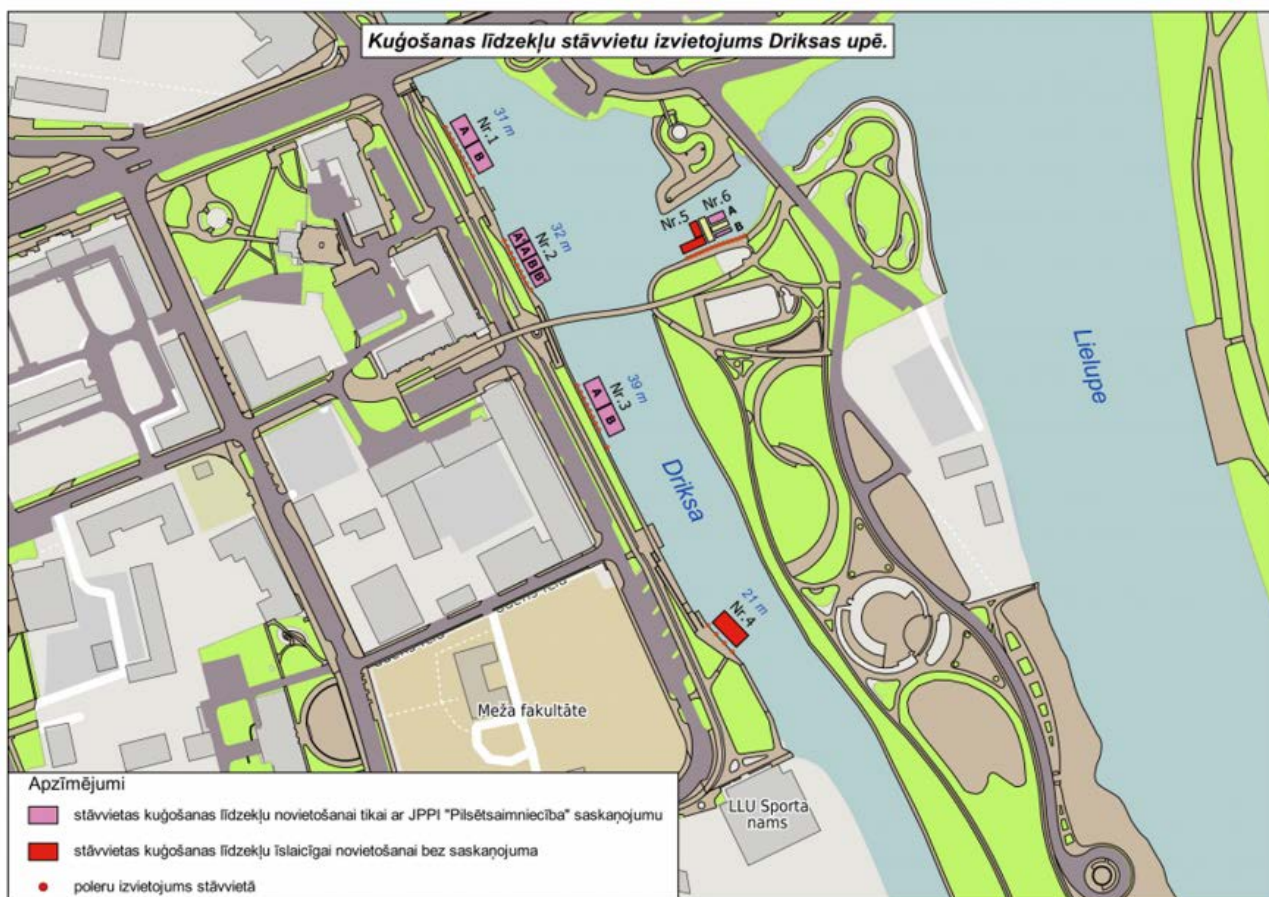 Kuģošanas līdzekļu stāvvietu izvietojums Driksas upē.
31 m
Nr.1
A B
32 m
Nr.2
A A B B
Nr.5
Nr.6
A
B
39 m
Nr.3
A B
Driksa
Lielupe
21 m
Nr.4
Meža fakultāte
LLU Sporta
nams
Apzīmējumi
stāvvietas kuģošanas līdzekļu novietošanai tikai ar JPPI "Pilsētsaimniecība" saskaņojumu
stāvvietas kuģošanas līdzekļu īslaicīgai novietošanai bez saskaņojuma
poleru izvietojums stāvvietā